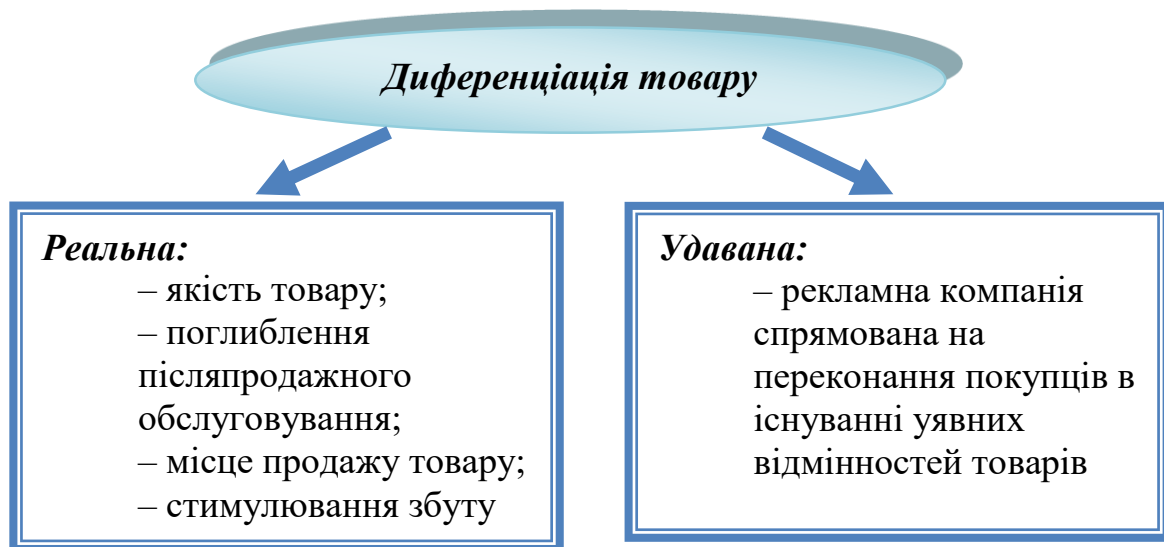 Диференціація товару
Реальна:
– якість товару;
– поглиблення
післяпродажного
обслуговування;
– місце продажу товару;
– стимулювання збуту
Удавана:
– рекламна компанія
спрямована на
переконання покупців в
існуванні уявних
відмінностей товарів